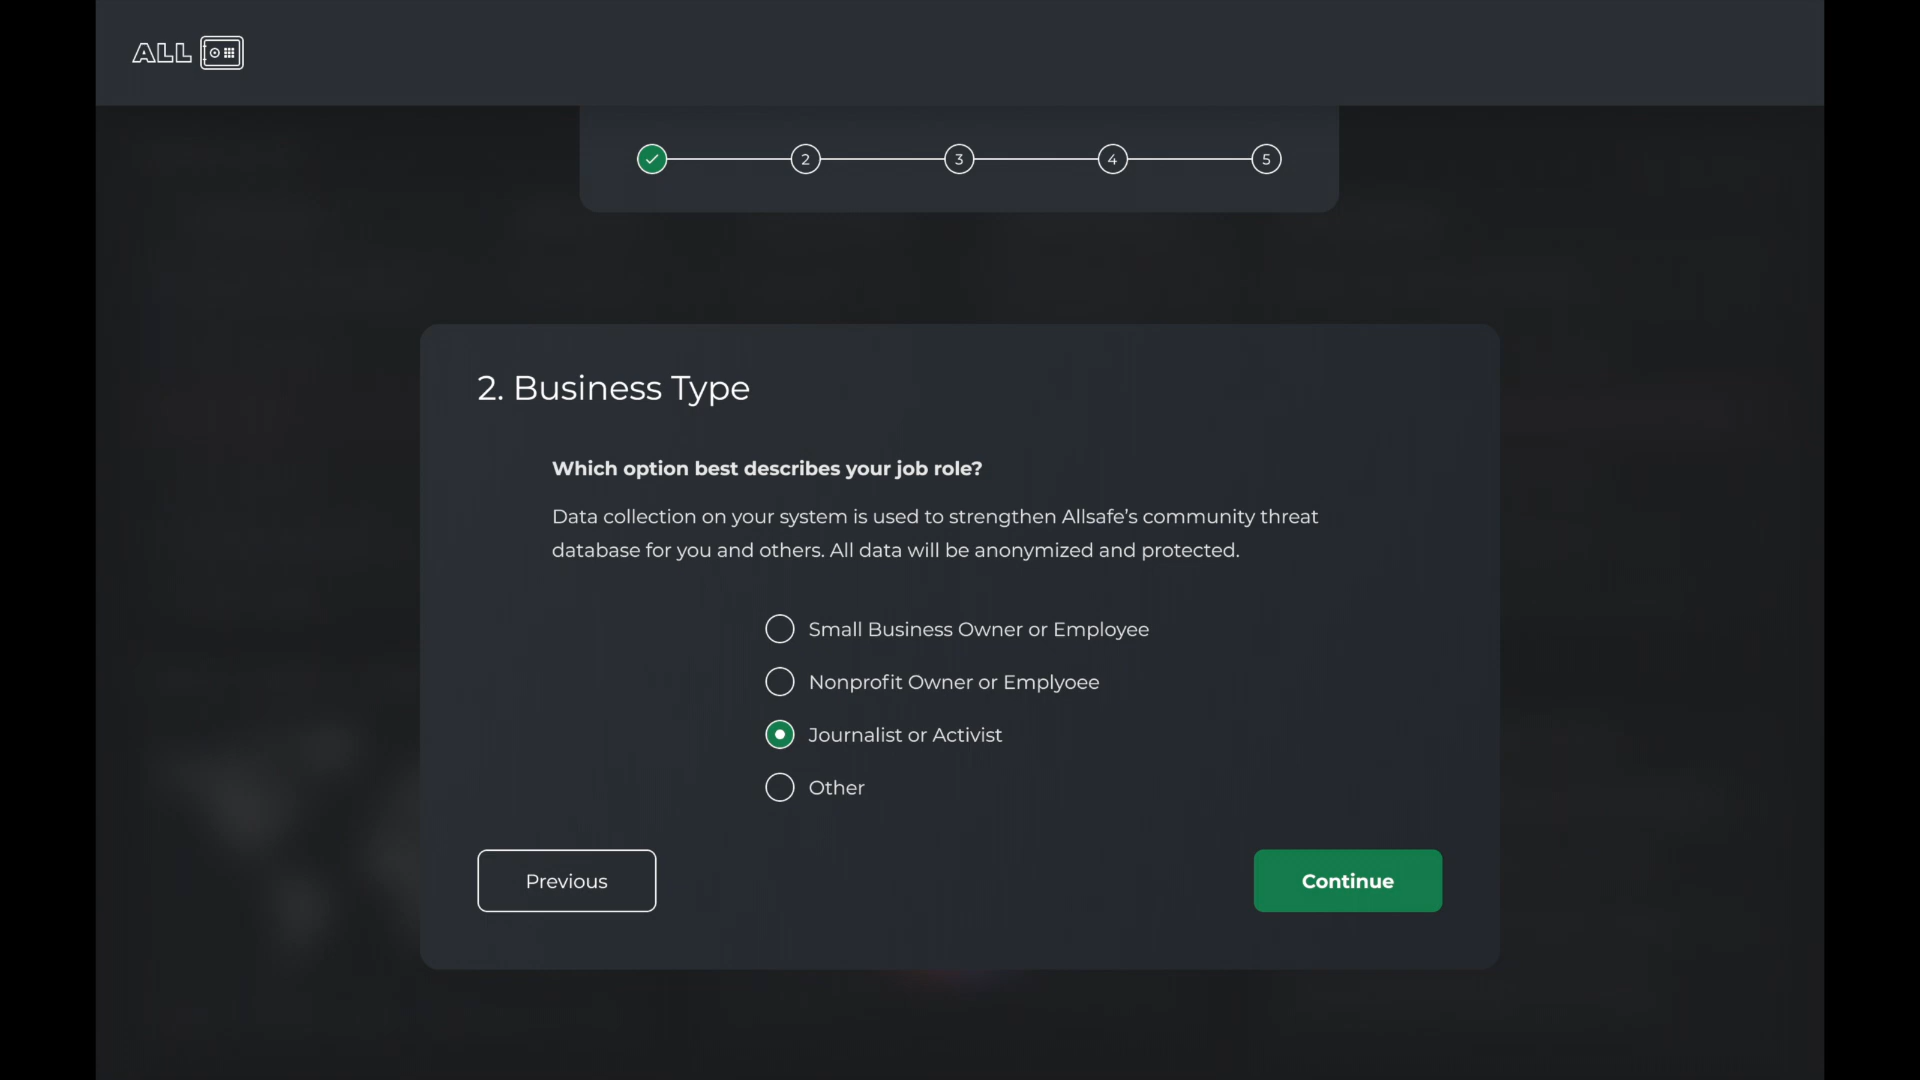 ALL
2
3
4
5
2. Business Type
Which option best describes your job role?
Data collection on your system is used to strengthen Allsafe’s community threat
database for you and others. All data will be anonymized and protected.
Small Business Owner or Employee
Nonprofit Owner or Emplyoee
Journalist or Activist
Other
Previous
Continue